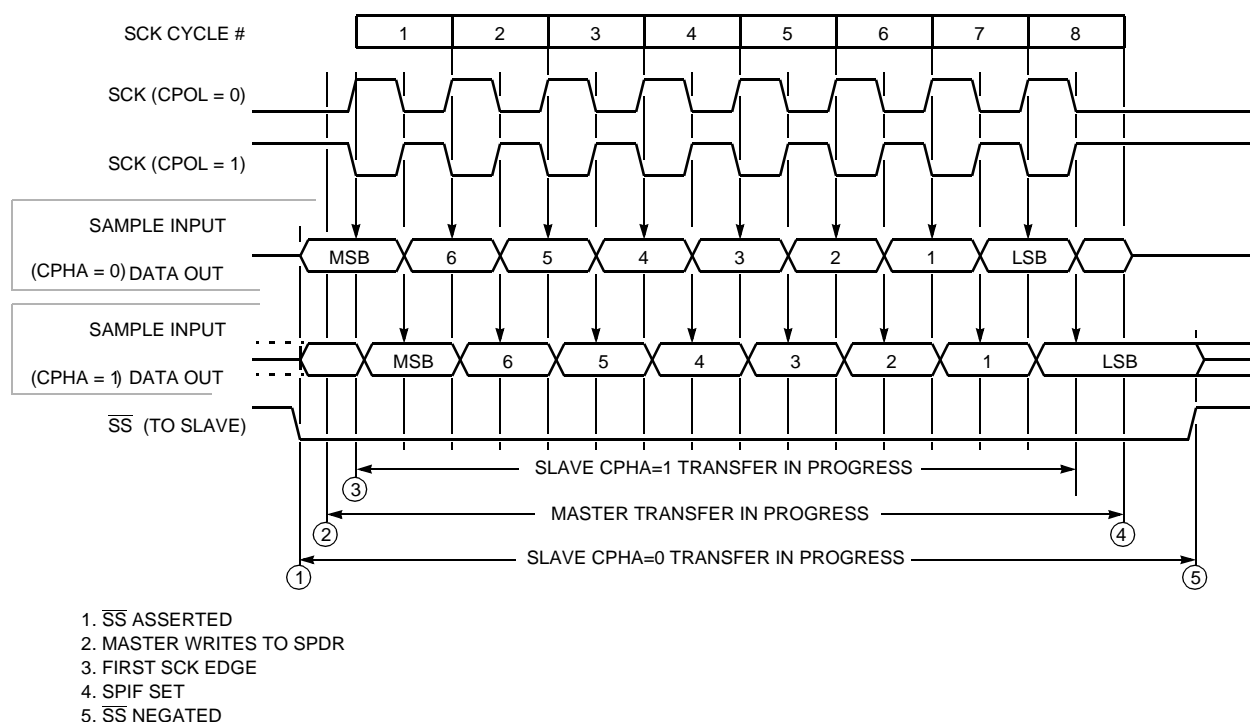 SCK CYCLE # 1 2 3 4 5 6 7 8
SCK (CPOL = 0)
SCK (CPOL = 1)
SAMPLE INPUT
(CPHA = 0) DATA OUT MSB 6 5 4 3 2 1 LSB
SAMPLE INPUT
(CPHA = 1) DATA OUT MSB 6 5 4 3 2 1 LSB
SS (TO SLAVE)
SLAVE CPHA=1 TRANSFER IN PROGRESS
3
MASTER TRANSFER IN PROGRESS
2 4
SLAVE CPHA=0 TRANSFER IN PROGRESS
1 5
1. SS ASSERTED
2. MASTER WRITES TO SPDR
3. FIRST SCK EDGE
4. SPIF SET
5. SS NEGATED